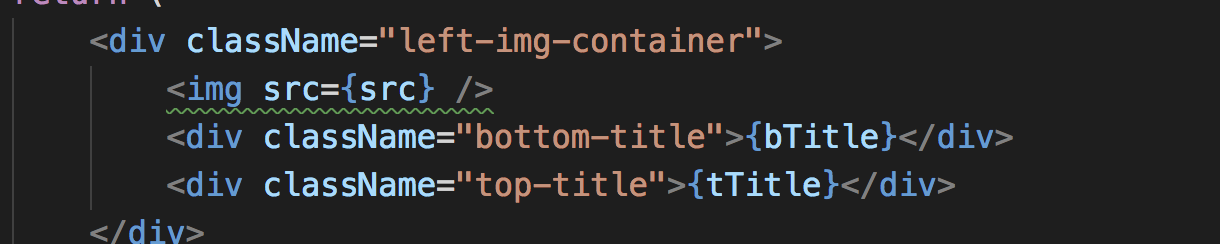 return (
<div className="left-img-container">
<img src={src} />
<div className="bottom-title">{bTitle}</div>
<div className="top-title">{tTitle}</div>
</div>